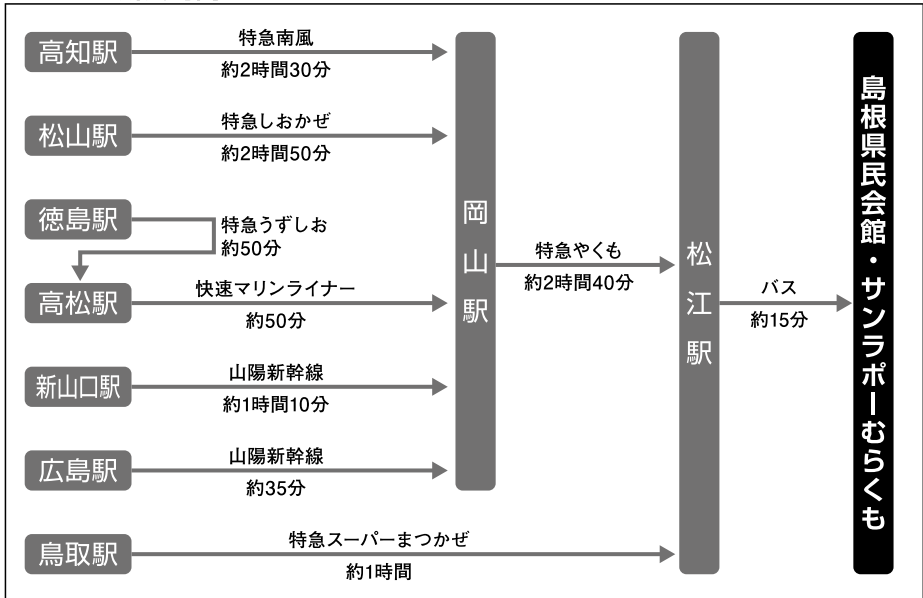 高知駅
特急南風
約2時間30分
松山駅
特急しおかぜ
約2時間50分
徳島駅
特急うずしお
約50分
高松駅
快速マリンライナー
約50分
新山口駅
山陽新幹線
約1時間10分
広島駅
山陽新幹線
約35分
鳥取駅
特急スーパーまつかぜ
約1時間
岡山駅
特急やくも
約2時間40分
松江駅
バス
約15分
島根県民会館・サンラポーむらくも